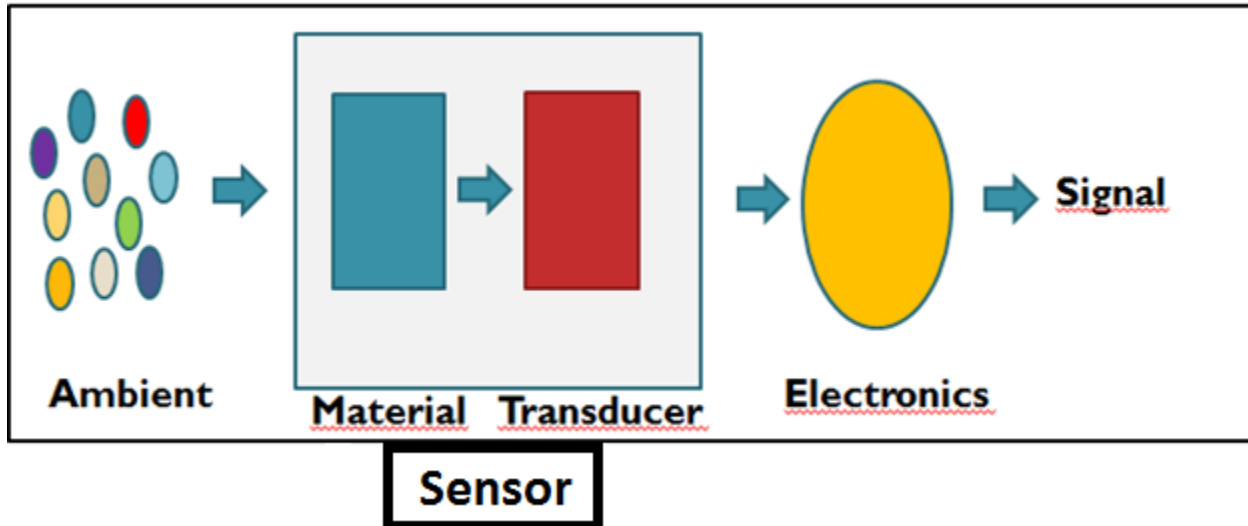 Signal
Ambient
Material
Transducer
Electronics
Sensor